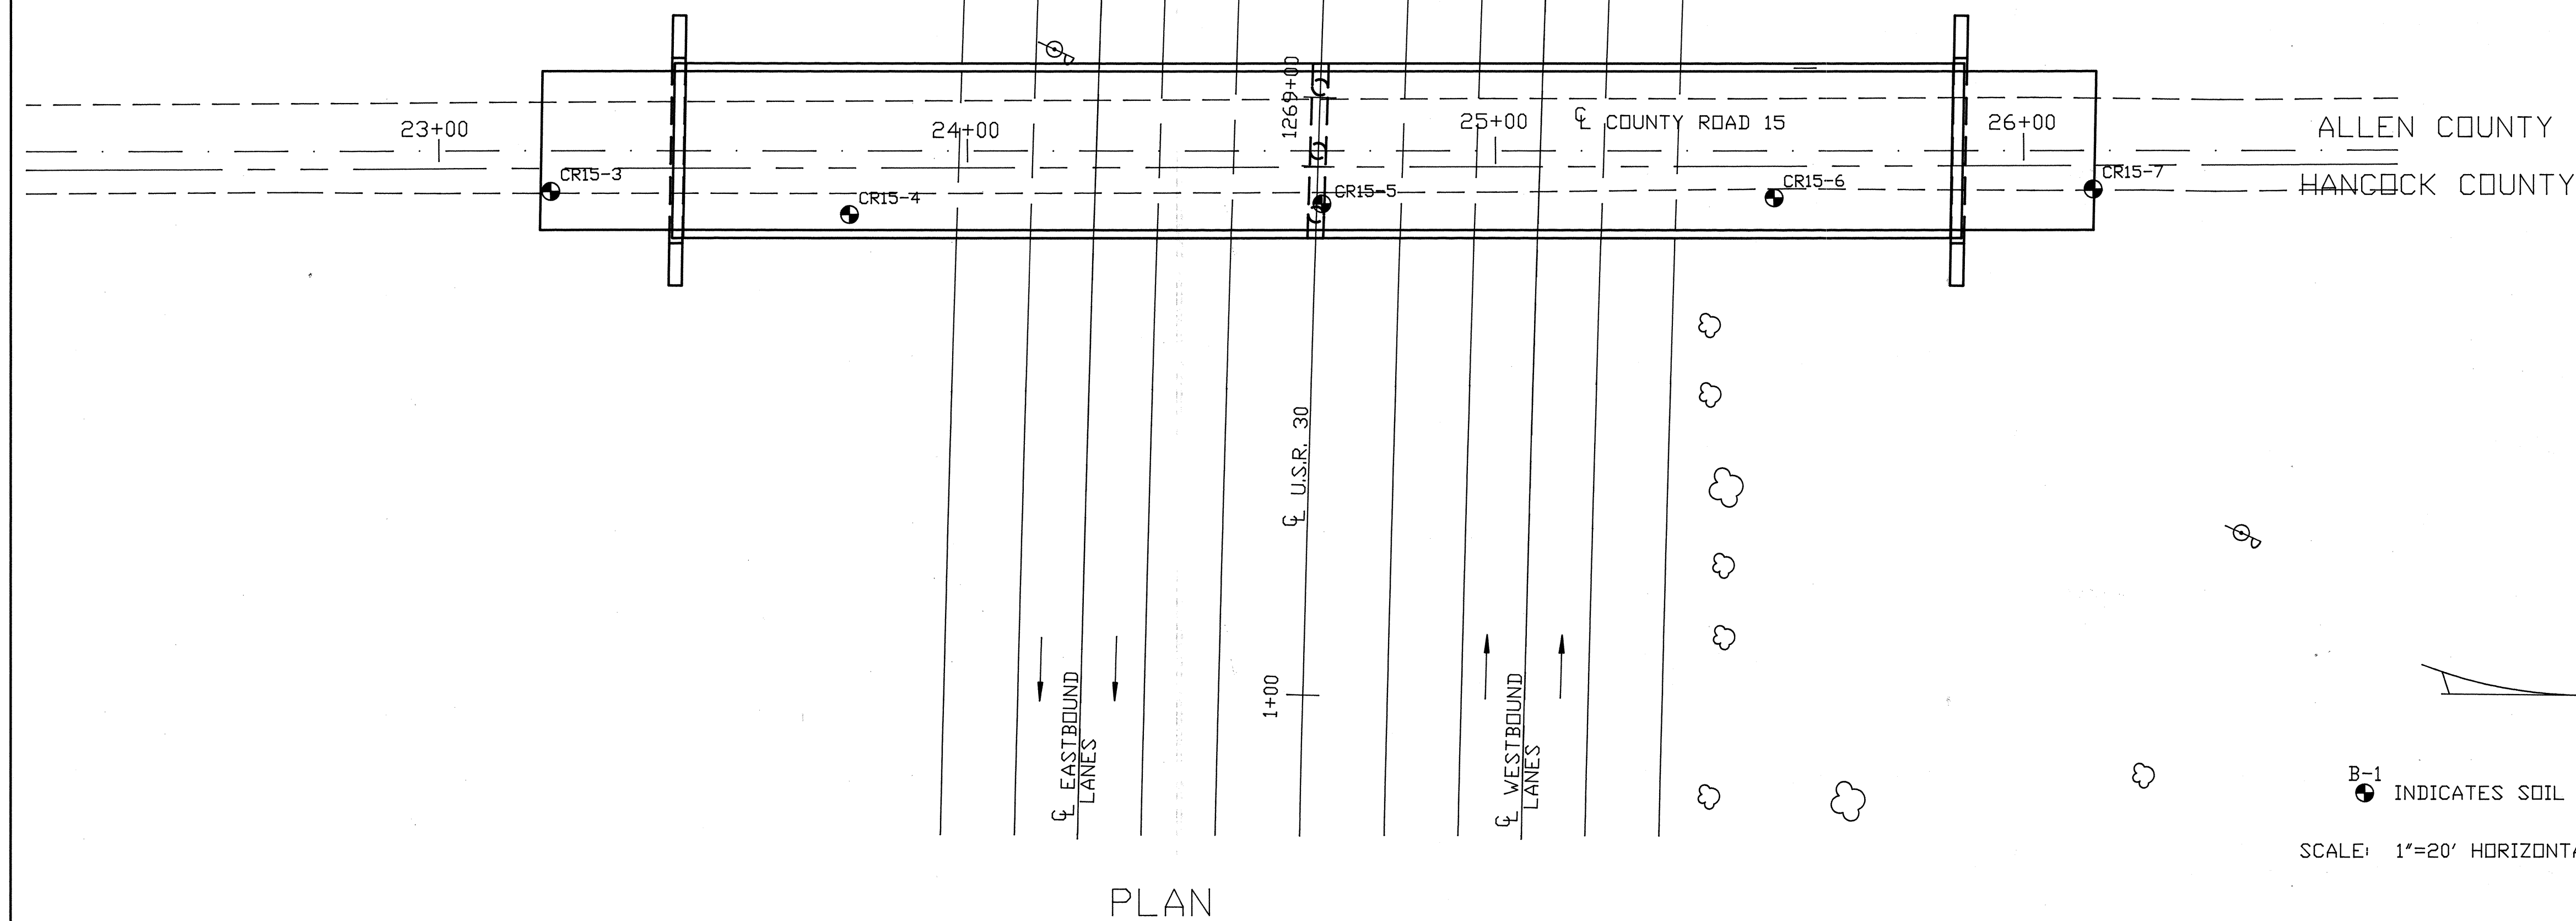 1269+00
23+00
24+00
25+00
℄ COUNTY ROAD 15
26+00
ALLEN COUNTY
HANCOCK COUNTY
CR15-3
CR15-4
CR15-5
CR15-6
CR15-7
℄ U.S.R. 30
1+00
℄ EASTBOUND
LANES
℄ WESTBOUND
LANES
B-1
INDICATES SOIL
SCALE: 1"=20' HORIZONTA
PLAN